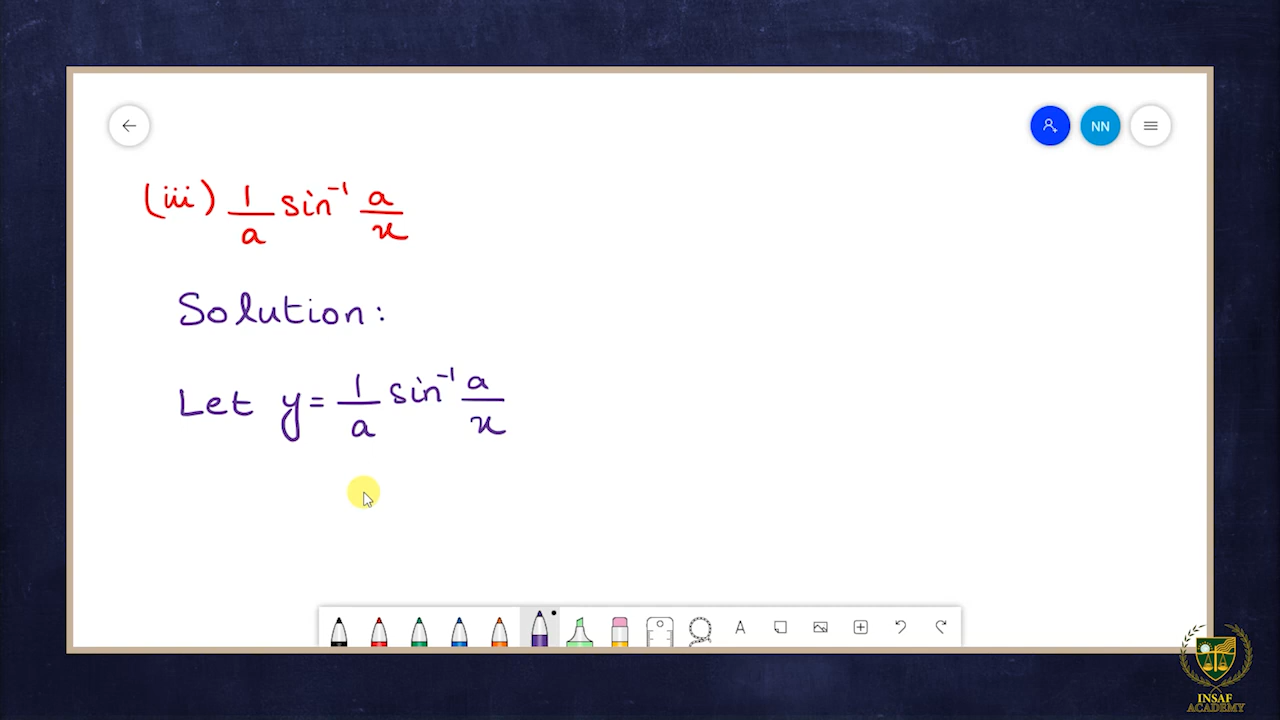 NN
(iii) 1/a sin⁻¹ a/x
Solution:
Let y = 1/a sin⁻¹ a/x
A
INSAF
ACADEMY